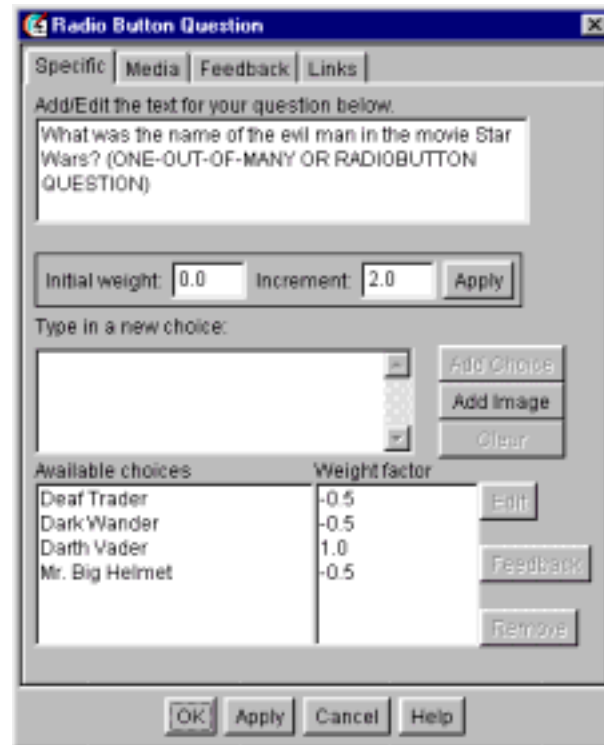 Radio Button Question
Specific Media Feedback Links
Add/Edit the text for your question below.
What was the name of the evil man in the movie Star
Wars? (ONE-OUT-OF-MANY OR RADIOBUTTON
QUESTION)
Initial weight: 0.0 Increment: 2.0 Apply
Type in a new choice:
Add Choice
Add Image
Clear
Available choices Weight factor
Deaf Trader -0.5 Edit
Dark Wander -0.5
Darth Vader 1.0
Mr. Big Helmet -0.5
Feedback
Remove
OK Apply Cancel Help